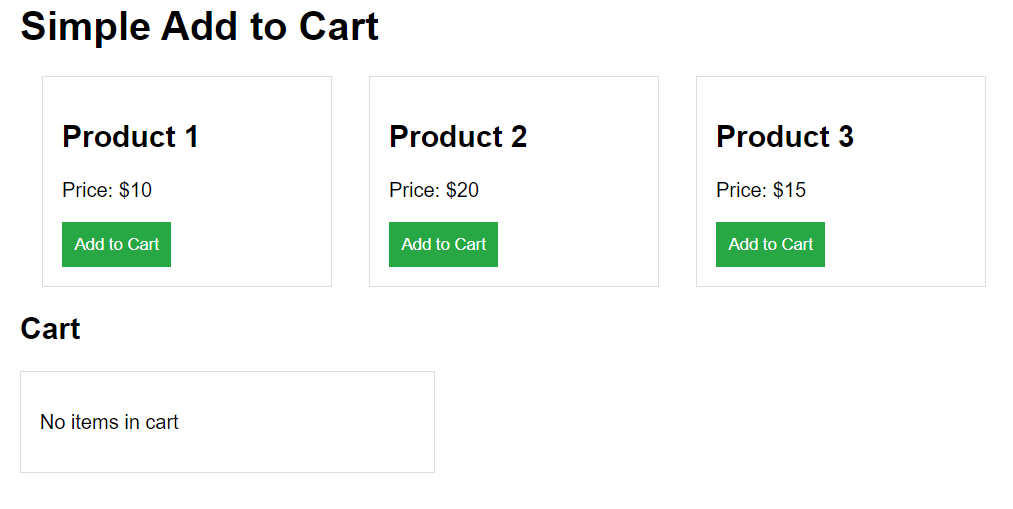 Simple Add to Cart
Product 1
Price: $10
Add to Cart
Product 2
Price: $20
Add to Cart
Product 3
Price: $15
Add to Cart
Cart
No items in cart